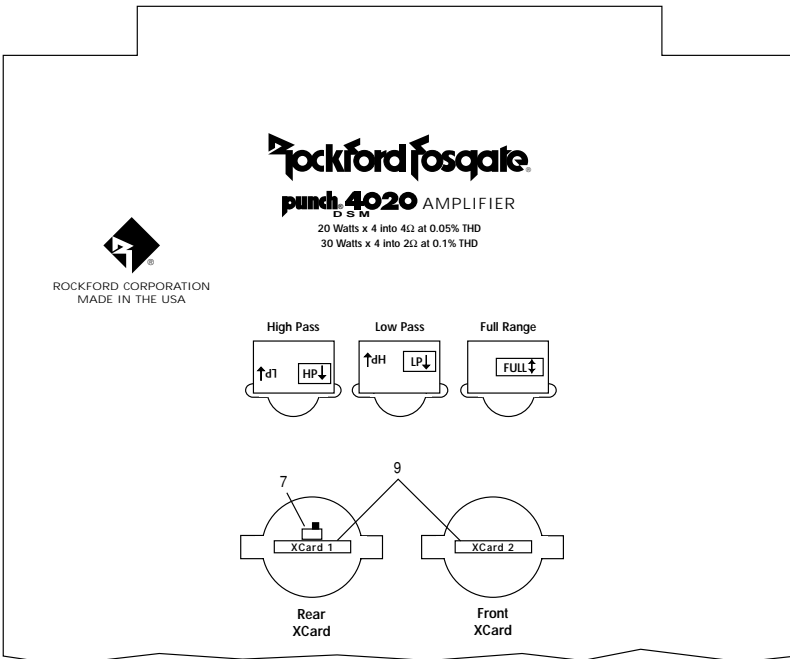 Rockford Fosgate®
punch® 4020 AMPLIFIER
DSM
20 Watts x 4 into 4Ω at 0.05% THD
30 Watts x 4 into 2Ω at 0.1% THD
®
ROCKFORD CORPORATION
MADE IN THE USA
High Pass Low Pass Full Range
LP↑ HP↓ HP↑ LP↓ FULL↕
7 9
XCard 1 XCard 2
Rear Front
XCard XCard